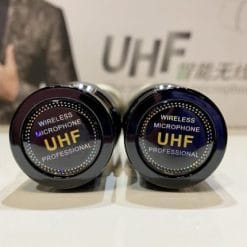 UHF
智能无线
WIRELESS
MICROPHONE
UHF
PROFESSIONAL
WIRELESS
MICROPHONE
UHF
PROFESSIONAL